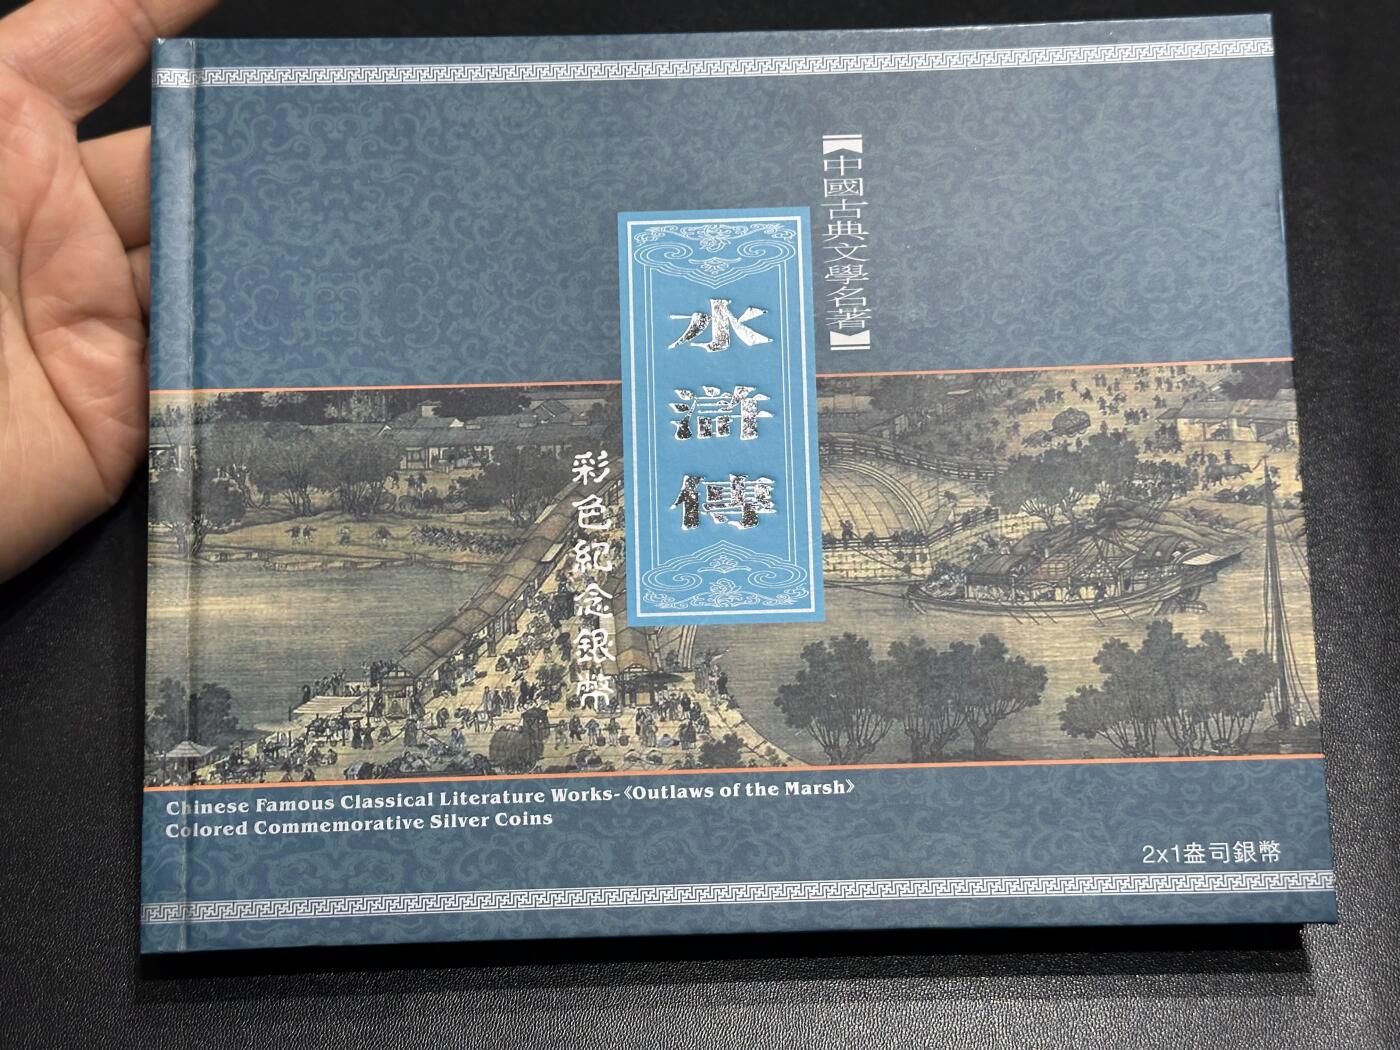 【中國古典文學名著】
水滸傳
彩色紀念銀幣
Chinese Famous Classical Literature Works-《Outlaws of the Marsh》
Colored Commemorative Silver Coins
2x1盎司銀幣